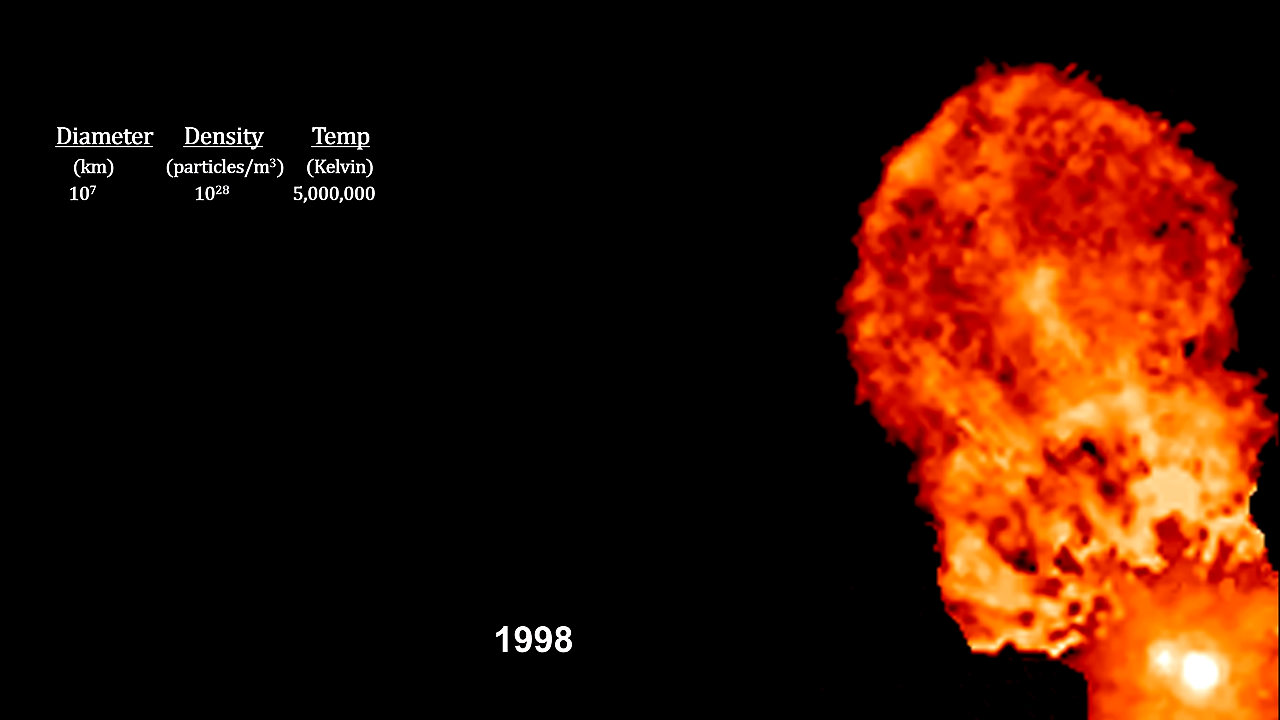 Diameter Density Temp
(km) (particles/m³) (Kelvin)
10⁷ 10²⁸ 5,000,000
1998